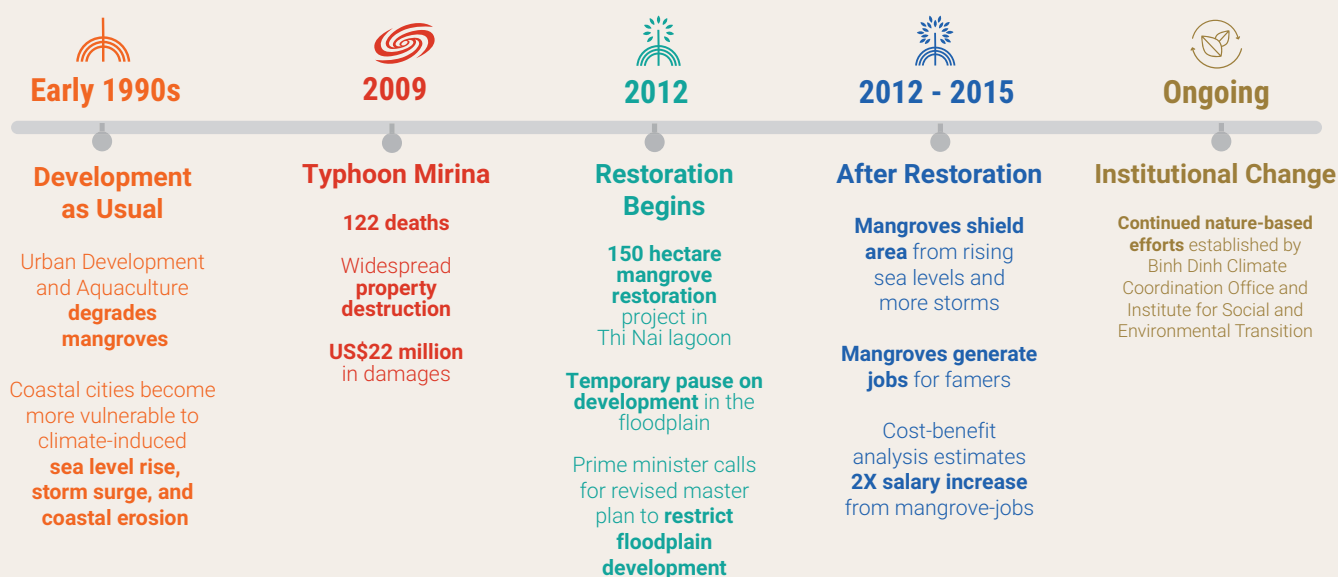 Early 1990s
Development
as Usual
Urban Development
and Aquaculture
degrades
mangroves
Coastal cities become
more vulnerable to
climate-induced
sea level rise,
storm surge, and
coastal erosion
2009
Typhoon Mirina
122 deaths
Widespread
property
destruction
US$22 million
in damages
2012
Restoration
Begins
150 hectare
mangrove
restoration
project in
Thi Nai lagoon
Temporary pause on
development in the
floodplain
Prime minister calls
for revised master
plan to restrict
floodplain
development
2012 - 2015
After Restoration
Mangroves shield
area from rising
sea levels and
more storms
Mangroves generate
jobs for famers
Cost-benefit
analysis estimates
2X salary increase
from mangrove-jobs
Ongoing
Institutional Change
Continued nature-based
efforts established by
Binh Dinh Climate
Coordination Office and
Institute for Social and
Environmental Transition